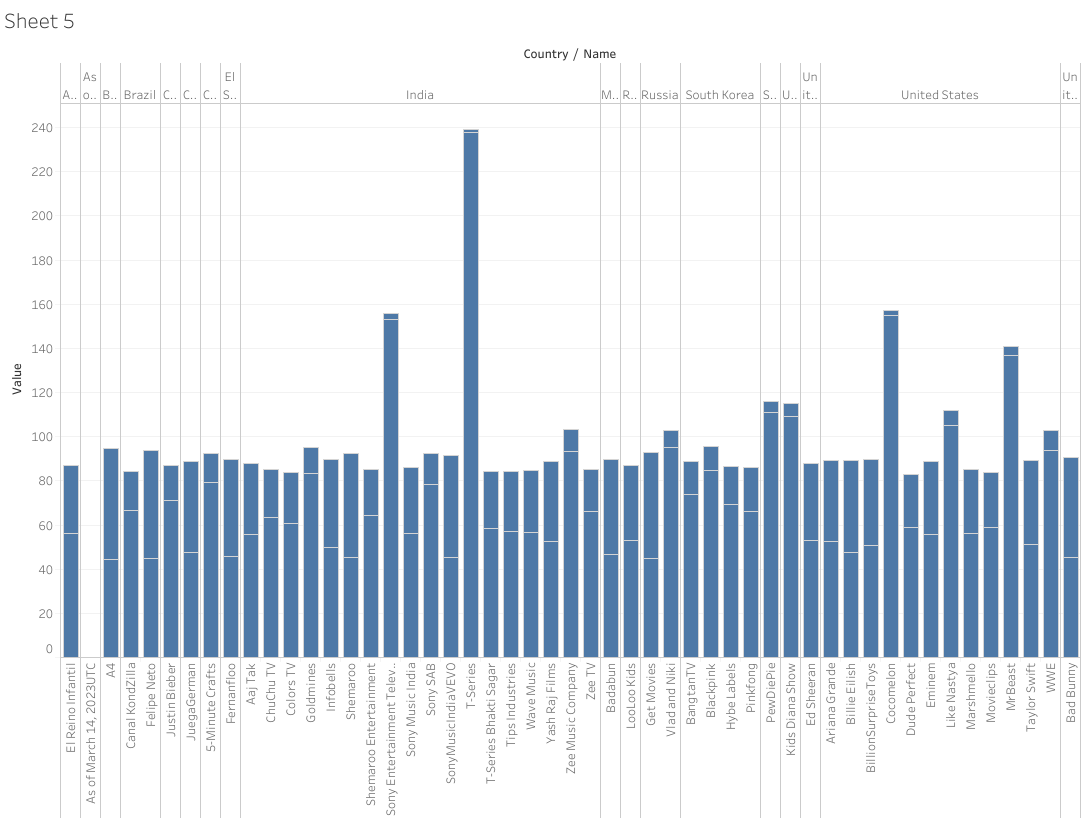 Sheet 5
Country / Name
A..
As
o..
B..
Brazil
C..
C..
C..
El
S..
India
M..
R..
Russia
South Korea
S..
U..
Un
it..
United States
Un
it..
Value
240
220
200
180
160
140
120
100
80
60
40
20
0
El Reino Infantil
As of March 14, 2023UTC
A4
Canal KondZilla
Felipe Neto
Justin Bieber
JuegaGerman
5-Minute Crafts
Fernanfloo
Aaj Tak
ChuChu TV
Colors TV
Goldmines
Infobells
Shemaroo
Shemaroo Entertainment
Sony Entertainment Telev..
Sony Music India
Sony SAB
SonyMusicIndiaVEVO
T-Series
T-Series Bhakti Sagar
Tips Industries
Wave Music
Yash Raj Films
Zee Music Company
Zee TV
Badabun
LooLoo Kids
Get Movies
Vlad and Niki
BangtanTV
Blackpink
Hybe Labels
Pinkfong
PewDiePie
Kids Diana Show
Ed Sheeran
Ariana Grande
Billie Eilish
BillionSurpriseToys
Cocomelon
Dude Perfect
Eminem
Like Nastya
Marshmello
Movieclips
MrBeast
Taylor Swift
WWE
Bad Bunny